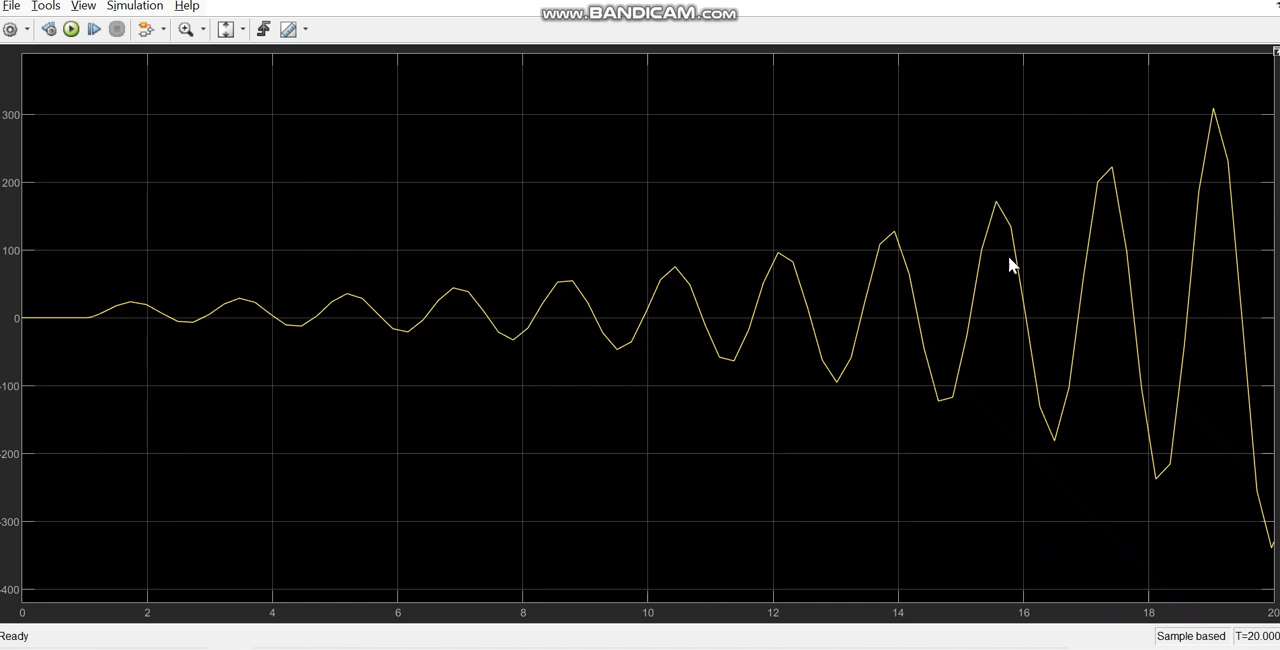 File Tools View Simulation Help
www.BANDICAM.com
300
200
100
0
-100
-200
-300
-400
0 2 4 6 8 10 12 14 16 18 20
Ready Sample based T=20.000